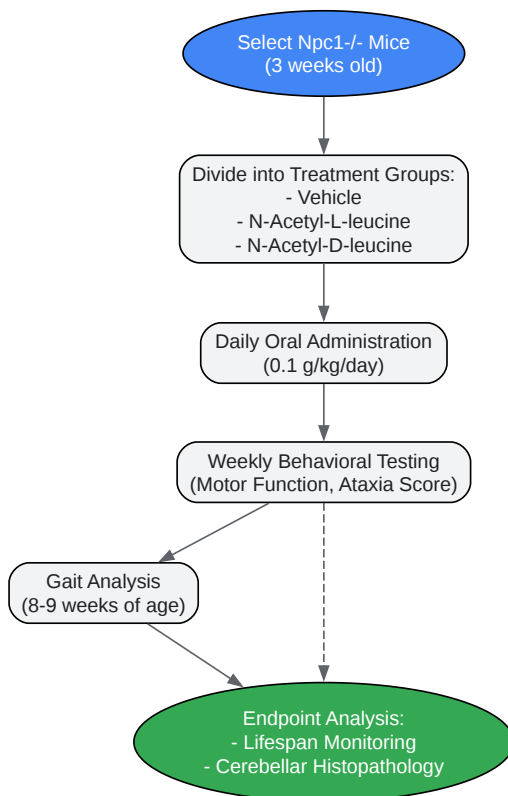 Select Npc1-/- Mice
(3 weeks old)
Divide into Treatment Groups:
- Vehicle
- N-Acetyl-L-leucine
- N-Acetyl-D-leucine
Daily Oral Administration
(0.1 g/kg/day)
Weekly Behavioral Testing
(Motor Function, Ataxia Score)
Gait Analysis
(8-9 weeks of age)
Endpoint Analysis:
- Lifespan Monitoring
- Cerebellar Histopathology